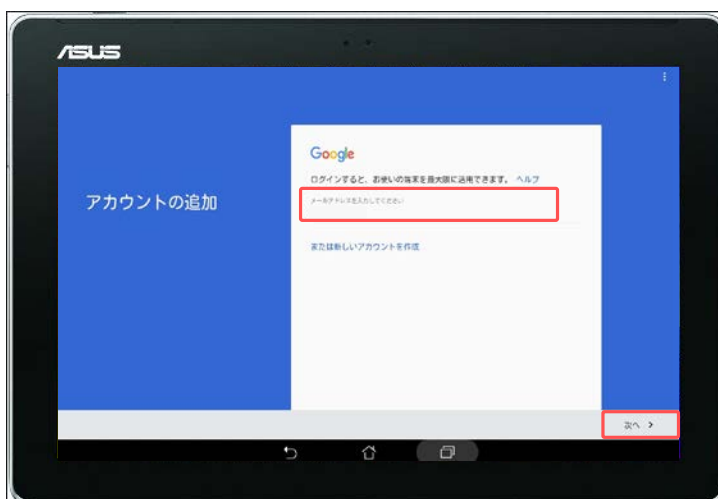 ASUS
Google
ログインすると、お使いの端末を最大限に活用できます。 ヘルプ
アカウントの追加
メールアドレスを入力してください
または新しいアカウントを作成
次へ